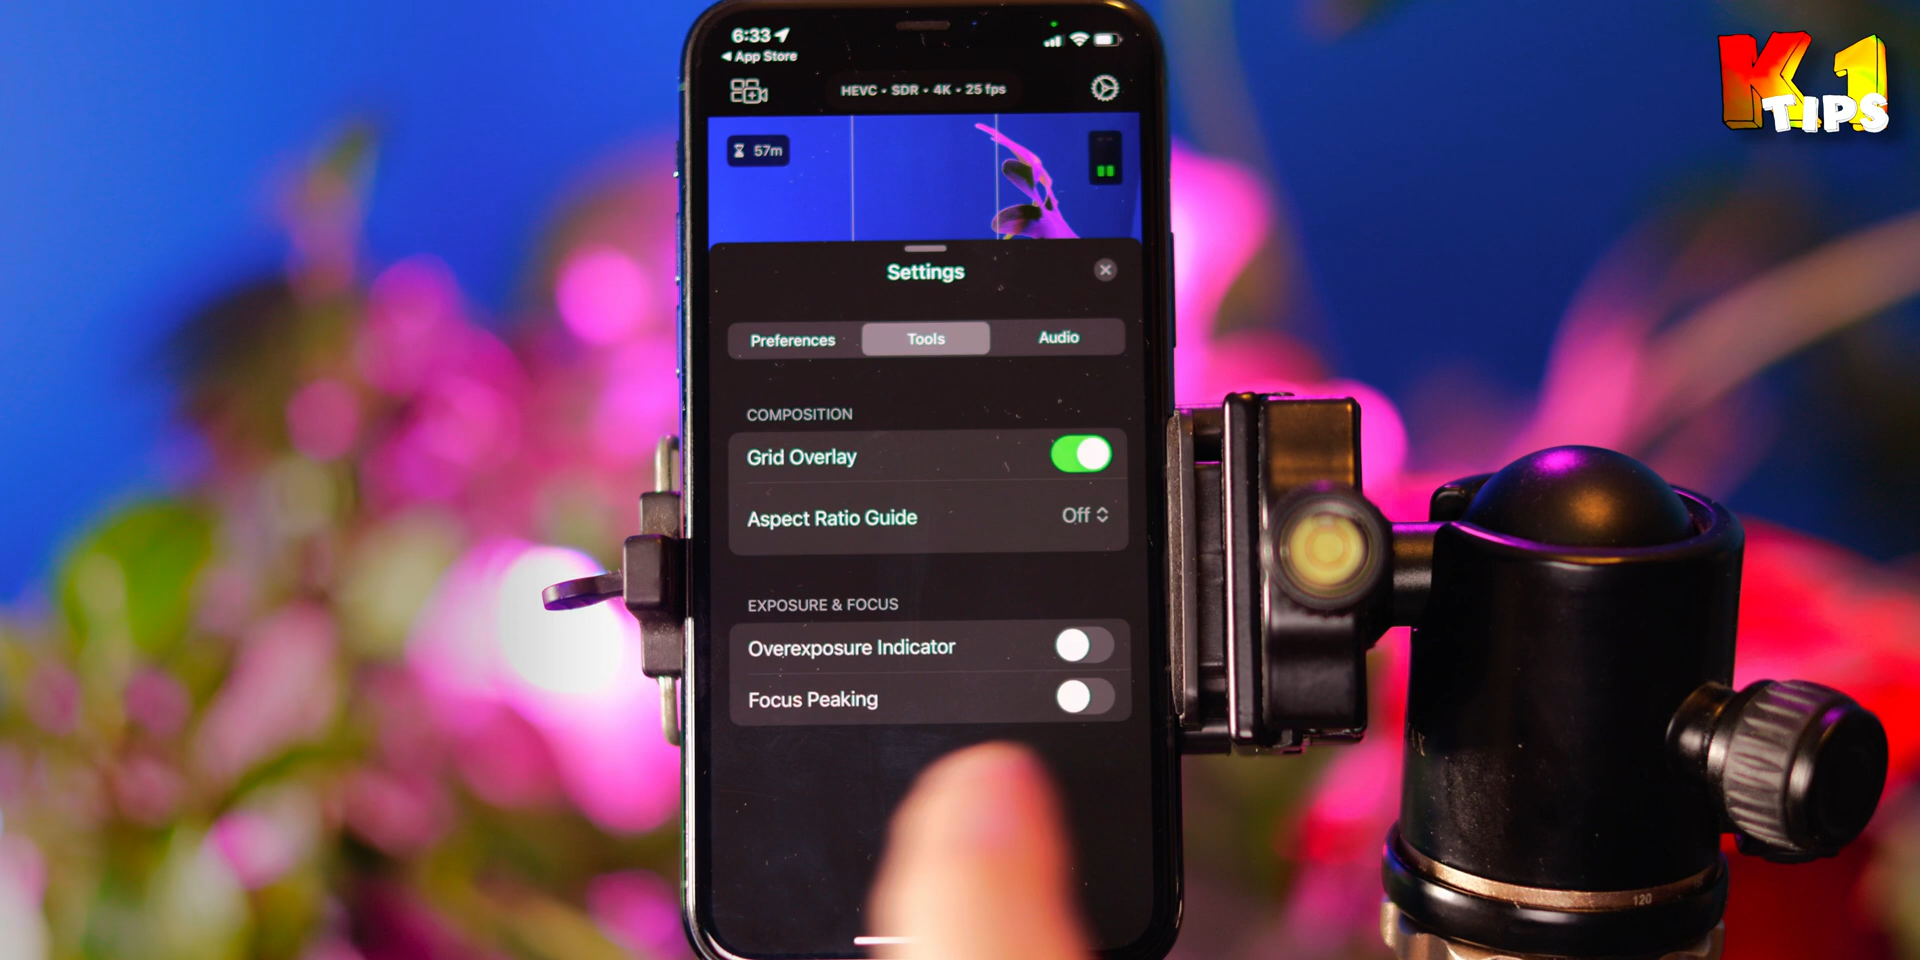 6:33
App Store
HEVC • SDR • 4K • 25 fps
57m
K1
TIPS
Settings
Preferences
Tools
Audio
COMPOSITION
Grid Overlay
Aspect Ratio Guide
Off
EXPOSURE & FOCUS
Overexposure Indicator
Focus Peaking
120